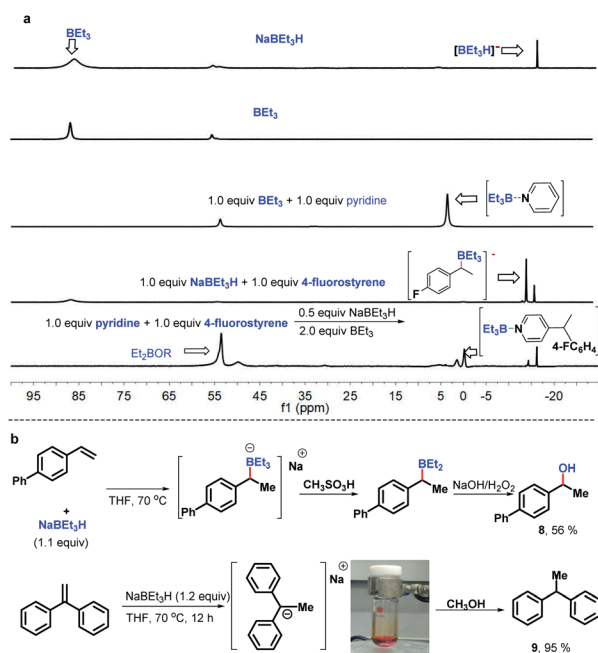 a
BEt3
NaBEt3H
[BEt3H]-
BEt3
1.0 equiv BEt3 + 1.0 equiv pyridine
Et3B--N
BEt3 -
F
1.0 equiv NaBEt3H + 1.0 equiv 4-fluorostyrene
1.0 pyridine + 1.0 equiv 4-fluorostyrene
0.5 equiv NaBEt3H
2.0 equiv BEt3
Et3B-N
4-FC6H4
Et2BOR
95 85 75 65 55 45 35 25 15 5 -5 -20
f1 (ppm)
b
Ph
+
NaBEt3H
(1.1 equiv)
THF, 70 °C
⊖
BEt3
Me
Ph
Na
⊕
CH3SO3H
BEt2
Me
Ph
NaOH/H2O2
OH
Me
Ph
8, 56 %
NaBEt3H (1.2 equiv)
THF, 70 °C, 12 h
Me
⊖
Na
⊕
CH3OH
Me
9, 95 %